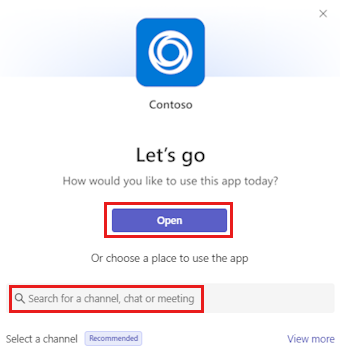 Contoso
Let's go
How would you like to use this app today?
Open
Or choose a place to use the app
Search for a channel, chat or meeting
Select a channel Recommended View more